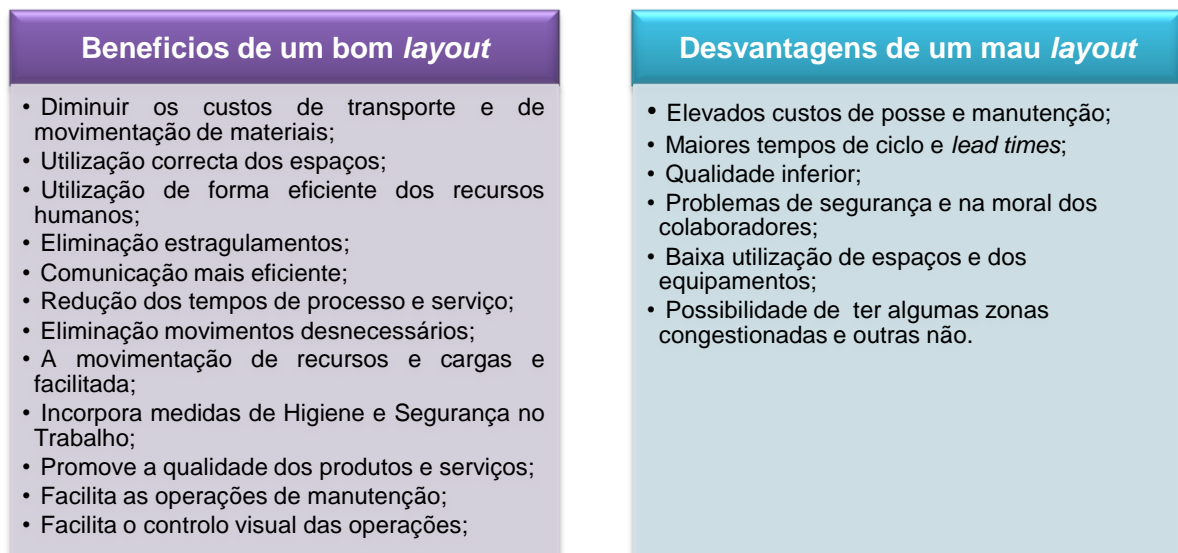 Beneficios de um bom layout
• Diminuir os custos de transporte e de
movimentação de materiais;
• Utilização correcta dos espaços;
• Utilização de forma eficiente dos recursos
humanos;
• Eliminação estragulamentos;
• Comunicação mais eficiente;
• Redução dos tempos de processo e serviço;
• Eliminação movimentos desnecessários;
• A movimentação de recursos e cargas e
facilitada;
• Incorpora medidas de Higiene e Segurança no
Trabalho;
• Promove a qualidade dos produtos e serviços;
• Facilita as operações de manutenção;
• Facilita o controlo visual das operações;
Desvantagens de um mau layout
• Elevados custos de posse e manutenção;
• Maiores tempos de ciclo e lead times;
• Qualidade inferior;
• Problemas de segurança e na moral dos
colaboradores;
• Baixa utilização de espaços e dos
equipamentos;
• Possibilidade de ter algumas zonas
congestionadas e outras não.